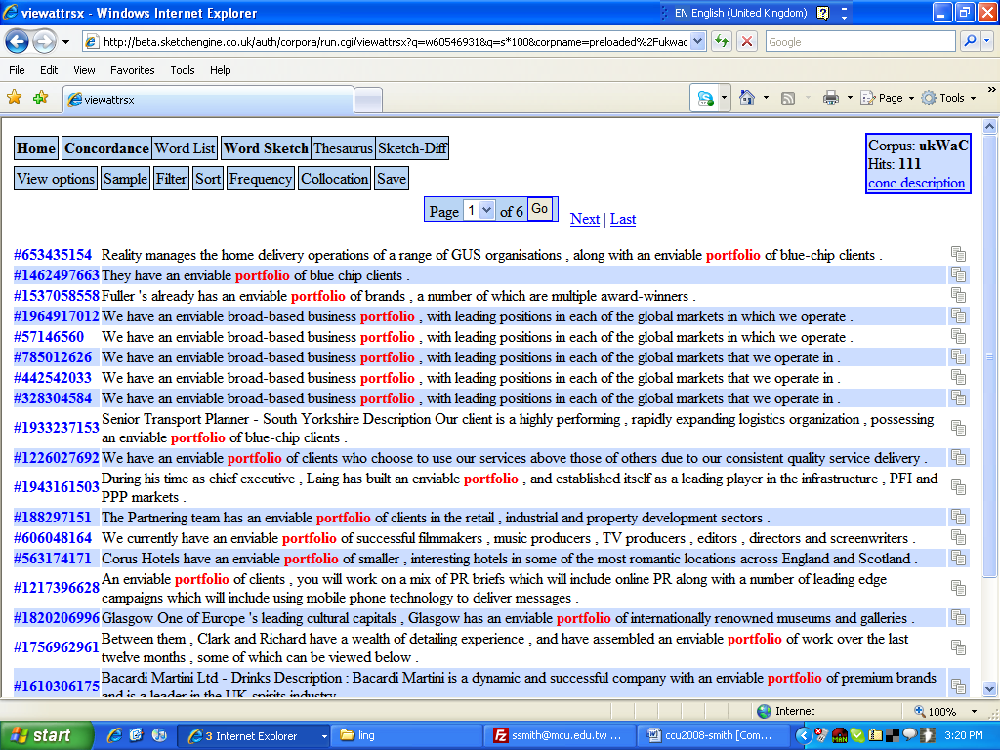 viewattrsx - Windows Internet Explorer
EN English (United Kingdom)
http://beta.sketchengine.co.uk/auth/corpora/run.cgi/viewattrsx?q=w60546931&q=s*100&corpname=preloaded%2Fukwac
Google
File Edit View Favorites Tools Help
viewattrsx
Page Tools
Home Concordance Word List Word Sketch Thesaurus Sketch-Diff
Corpus: ukWaC
Hits: 111
conc description
View options Sample Filter Sort Frequency Collocation Save
Page 1 of 6 Go Next | Last
#653435154 Reality manages the home delivery operations of a range of GUS organisations , along with an enviable portfolio of blue-chip clients .
#1462497663 They have an enviable portfolio of blue chip clients .
#1537058558 Fuller 's already has an enviable portfolio of brands , a number of which are multiple award-winners .
#1964917012 We have an enviable broad-based business portfolio , with leading positions in each of the global markets in which we operate .
#57146560 We have an enviable broad-based business portfolio , with leading positions in each of the global markets in which we operate .
#785012626 We have an enviable broad-based business portfolio , with leading positions in each of the global markets that we operate in .
#442542033 We have an enviable broad-based business portfolio , with leading positions in each of the global markets that we operate in .
#328304584 We have an enviable broad-based business portfolio , with leading positions in each of the global markets that we operate in .
#1933237153 Senior Transport Planner - South Yorkshire Description Our client is a highly performing , rapidly expanding logistics organization , possessing
an enviable portfolio of blue-chip clients .
#1226027692 We have an enviable portfolio of clients who choose to use our services above those of others due to our consistent quality service delivery .
#1943161503 During his time as chief executive , Laing has built an enviable portfolio , and established itself as a leading player in the infrastructure , PFI and
PPP markets .
#188297151 The Partnering team has an enviable portfolio of clients in the retail , industrial and property development sectors .
#606048164 We currently have an enviable portfolio of successful filmmakers , music producers , TV producers , editors , directors and screenwriters .
#563174171 Corus Hotels have an enviable portfolio of smaller , interesting hotels in some of the most romantic locations across England and Scotland .
#1217396628 An enviable portfolio of clients , you will work on a mix of PR briefs which will include online PR along with a number of leading edge
campaigns which will include using mobile phone technology to deliver messages .
#1820206996 Glasgow One of Europe 's leading cultural capitals , Glasgow has an enviable portfolio of internationally renowned museums and galleries .
#1756962961 Between them , Clark and Richard have a wealth of detailing experience , and have assembled an enviable portfolio of work over the last
twelve months , some of which can be viewed below .
#1610306175 Bacardi Martini Ltd - Drinks Description : Bacardi Martini is a dynamic and successful company with an enviable portfolio of premium brands
and is a leader in the UK spirits industry
Internet 100%
start 3 Internet Explorer ling ssmith@mcu.edu.tw ... ccu2008-smith [Com... 3:20 PM